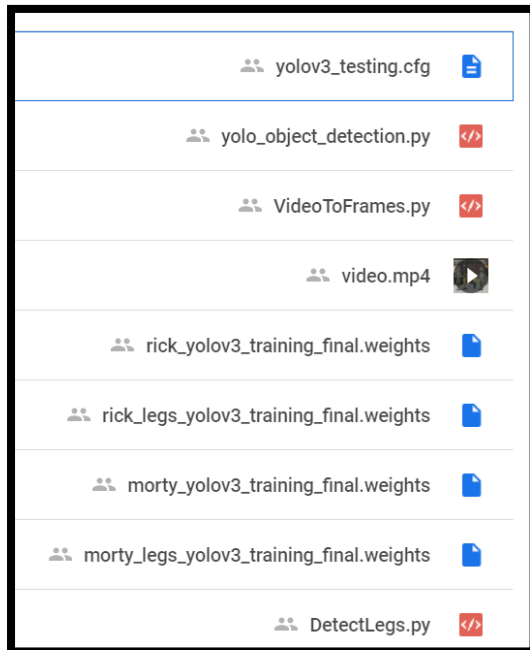 yolov3_testing.cfg
yolo_object_detection.py
VideoToFrames.py
video.mp4
rick_yolov3_training_final.weights
rick_legs_yolov3_training_final.weights
morty_yolov3_training_final.weights
morty_legs_yolov3_training_final.weights
DetectLegs.py